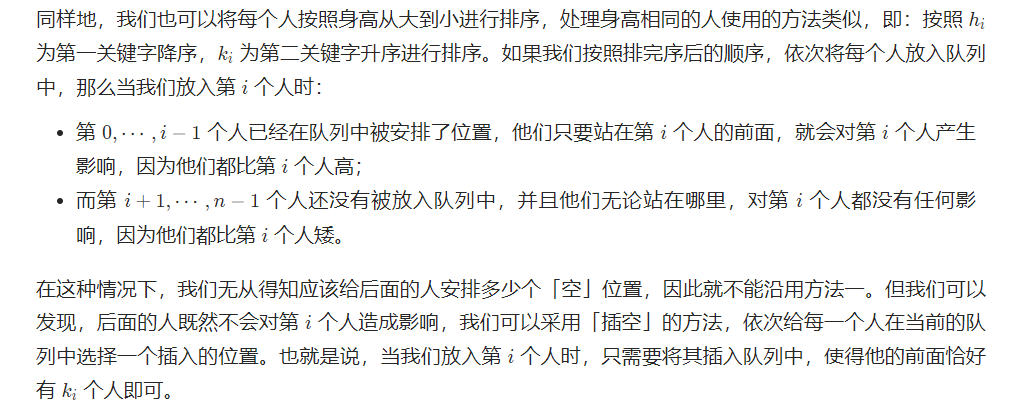 同样地，我们也可以将每个人按照身高从大到小进行排序，处理身高相同的人使用的方法类似，即：按照 hᵢ
为第一关键字降序，kᵢ 为第二关键字升序进行排序。如果我们按照排完序后的顺序，依次将每个人放入队列
中，那么当我们放入第 i 个人时：
• 第 0,⋯,i−1 个人已经在队列中被安排了位置，他们只要站在第 i 个人的前面，就会对第 i 个人产生
影响，因为他们都比第 i 个人高；
• 而第 i+1,⋯,n−1 个人还没有被放入队列中，并且他们无论站在哪里，对第 i 个人都没有任何影
响，因为他们都比第 i 个人矮。
在这种情况下，我们无从得知应该给后面的人安排多少个「空」位置，因此就不能沿用方法一。但我们可以
发现，后面的人既然不会对第 i 个人造成影响，我们可以采用「插空」的方法，依次给每一个人在当前的队
列中选择一个插入的位置。也就是说，当我们放入第 i 个人时，只需要将其插入队列中，使得他的前面恰好
有 kᵢ 个人即可。